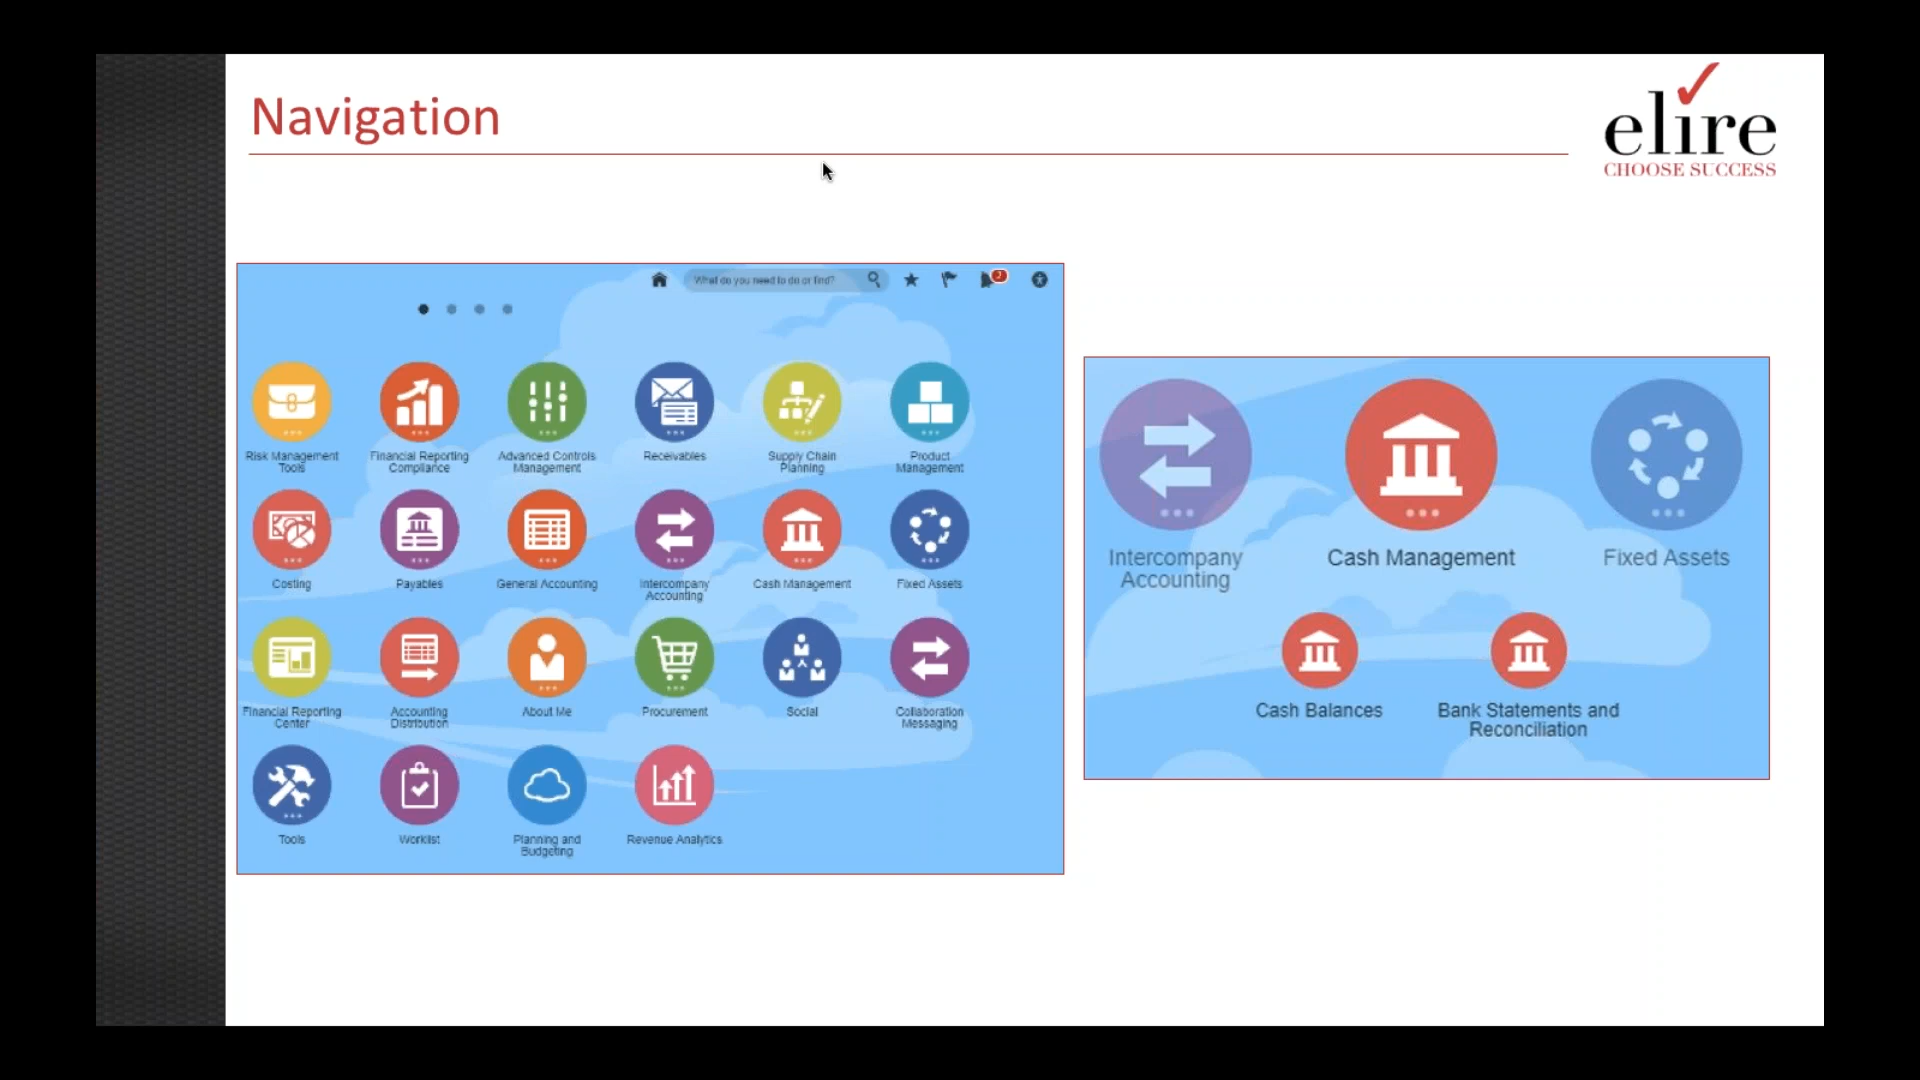 Navigation
elire
CHOOSE SUCCESS
What do you need to do or find?
2
Risk Management
Tools
Financial Reporting
Compliance
Advanced Controls
Management
Receivables
Supply Chain
Planning
Product
Management
Costing
Payables
General Accounting
Intercompany
Accounting
Cash Management
Fixed Assets
Financial Reporting
Center
Accounting
Distribution
About Me
Procurement
Social
Collaboration
Messaging
Tools
Worklist
Planning and
Budgeting
Revenue Analytics
Intercompany
Accounting
Cash Management
Fixed Assets
Cash Balances
Bank Statements and
Reconciliation